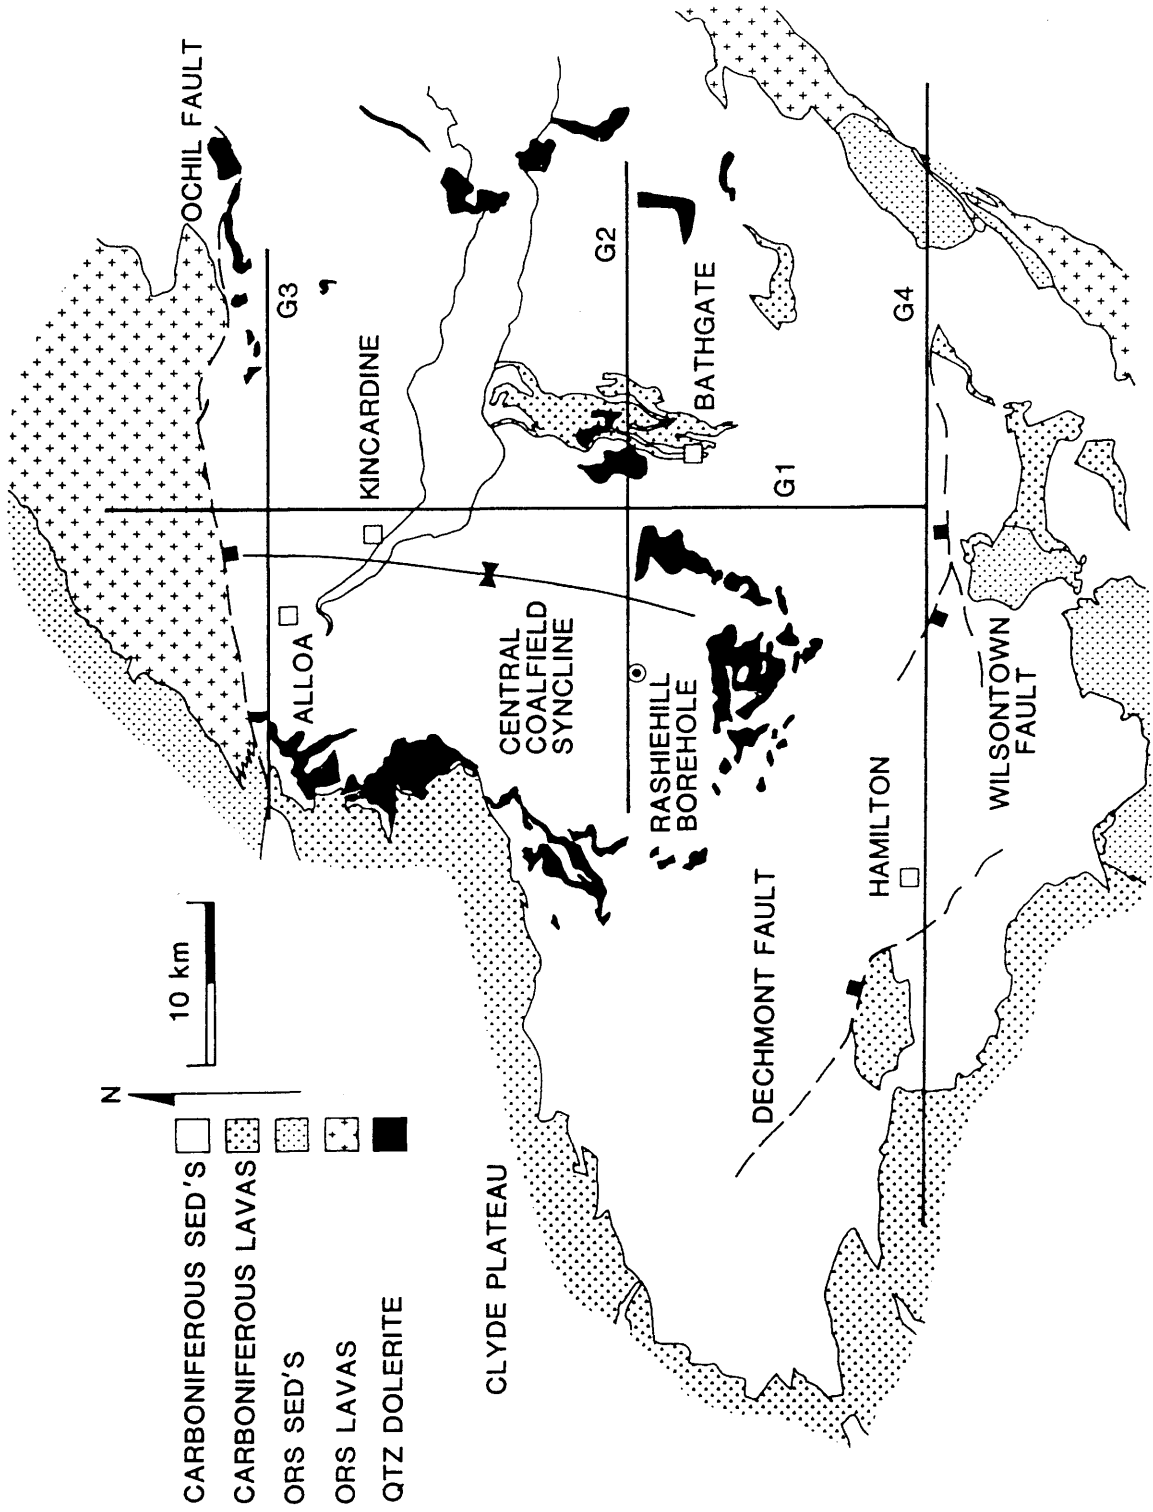 N
10 km
CARBONIFEROUS SED'S
CARBONIFEROUS LAVAS
ORS SED'S
ORS LAVAS
QTZ DOLERITE
CLYDE PLATEAU
OCHIL FAULT
G3
ALLOA
KINCARDINE
CENTRAL
COALFIELD
SYNCLINE
G2
RASHIEHILL
BOREHOLE
BATHGATE
DECHMONT FAULT
G1
HAMILTON
G4
WILSONTOWN
FAULT